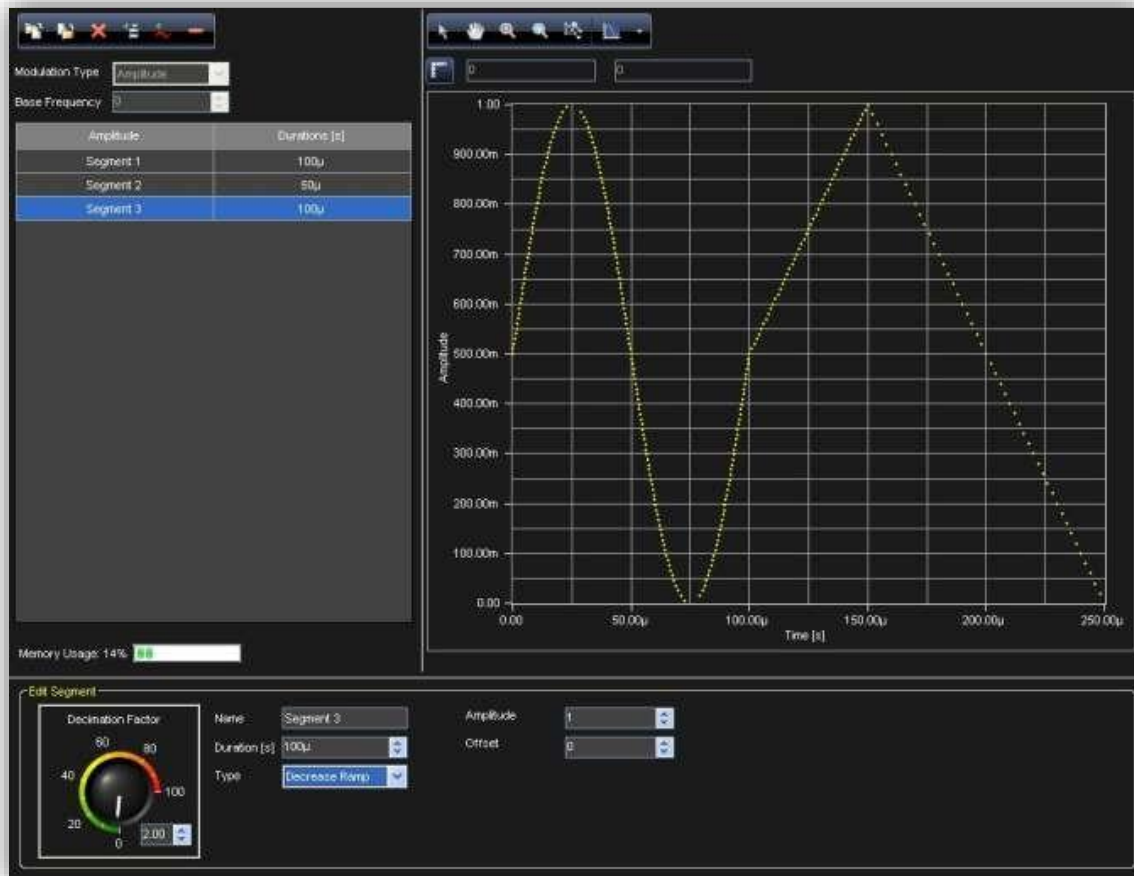 Modulation Type Amplitude
Base Frequency 0
Amplitude Durations [s]
Segment 1 100µ
Segment 2 50µ
Segment 3 100µ
Memory Usage: 14%
0 0
1.00
900.00m
800.00m
700.00m
600.00m
500.00m
400.00m
300.00m
200.00m
100.00m
0.00
Amplitude
0.00 50.00µ 100.00µ 150.00µ 200.00µ 250.00µ
Time [s]
Edit Segment
Decimation Factor
0 20 40 60 80 100
2.00
Name Segment 3
Duration [s] 100µ
Type Decrease Ramp
Amplitude 1
Offset 0